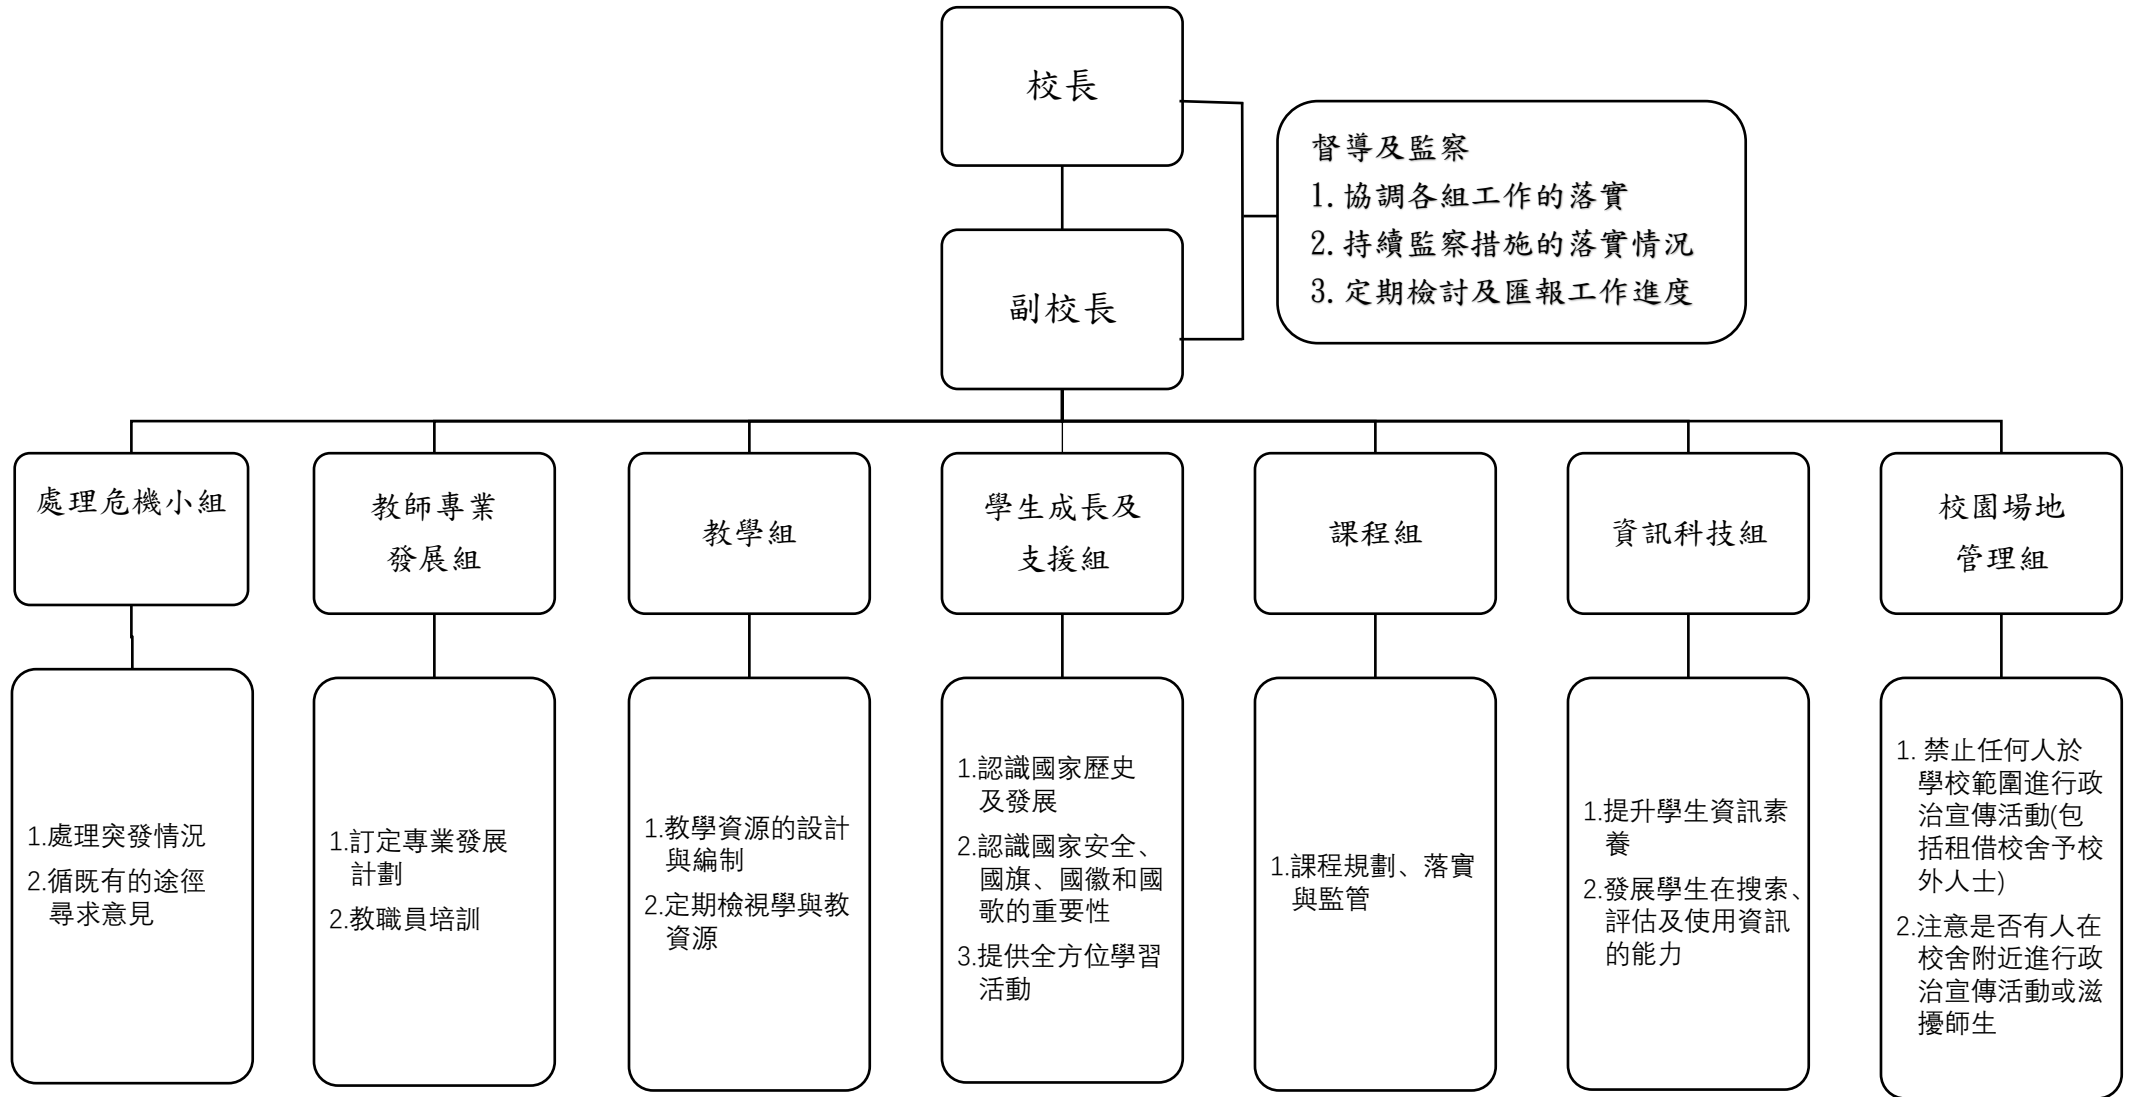 校長
督導及監察
1.協調各組工作的落實
2.持續監察措施的落實情況
3.定期檢討及匯報工作進度
副校長
處理危機小組
教師專業
發展組
教學組
學生成長及
支援組
課程組
資訊科技組
校園場地
管理組
1.處理突發情況
2.循既有的途徑
尋求意見
1.訂定專業發展
計劃
2.教職員培訓
1.教學資源的設計
與編制
2.定期檢視學與教
資源
1.認識國家歷史
及發展
2.認識國家安全、
國旗、國徽和國
歌的重要性
3.提供全方位學習
活動
1.課程規劃、落實
與監管
1.提升學生資訊素
養
2.發展學生在搜索、
評估及使用資訊
的能力
1. 禁止任何人於
學校範圍進行政
治宣傳活動(包
括租借校舍予校
外人士)
2.注意是否有人在
校舍附近進行政
治宣傳活動或滋
擾師生